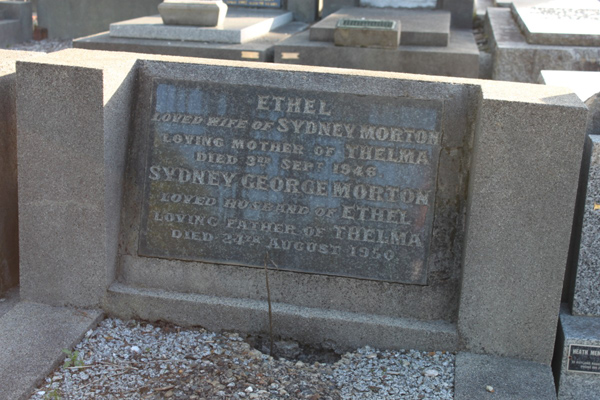 ETHEL
LOVED WIFE OF SYDNEY MORTON
LOVING MOTHER OF THELMA
DIED 3RD SEPT 1946
SYDNEY GEORGE MORTON
LOVED HUSBAND OF ETHEL
LOVING FATHER OF THELMA
DIED 24TH AUGUST 1950
HEATH